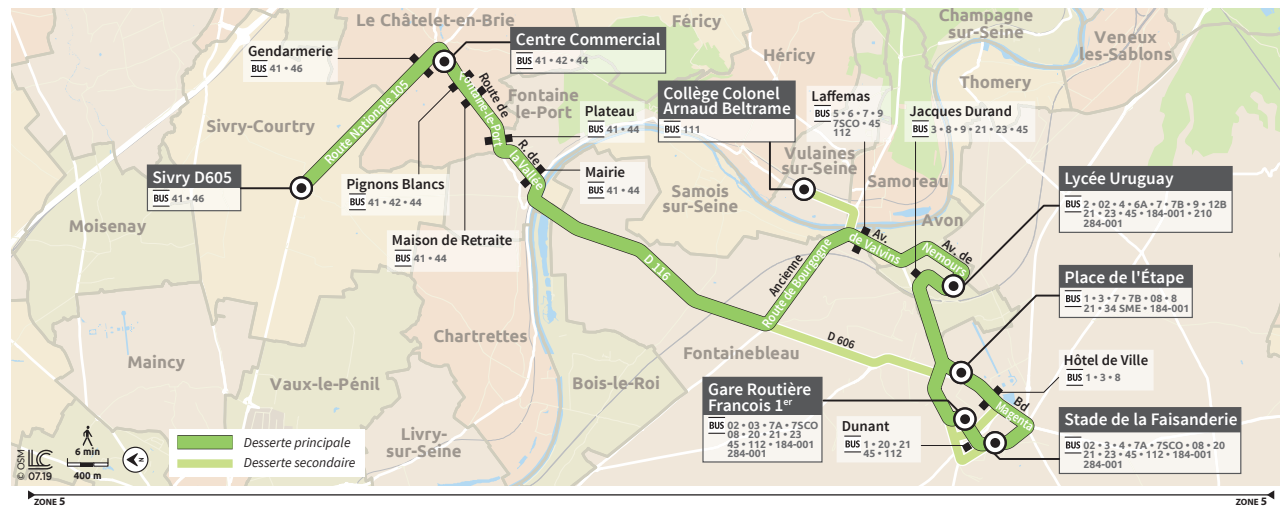 Le Châtelet-en-Brie
Féricy
Champagne
sur-Seine
Veneux
les-Sablons
Gendarmerie
BUS 41 • 46
Centre Commercial
BUS 41 • 42 • 44
Héricy
Thomery
Route Nationale 105
Route de
Fontaine-le-Port
Fontaine
le-Port
Sivry-Courtry
Plateau
BUS 41 • 44
Collège Colonel
Arnaud Beltrame
BUS 111
Laffemas
BUS 5 • 6 • 7 • 9
7SCO • 45
112
Jacques Durand
BUS 3 • 8 • 9 • 21 • 23 • 45
R. de
la Vallée
Vulaines
sur-Seine
Sivry D605
BUS 41 • 46
Pignons Blancs
BUS 41 • 42 • 44
Mairie
BUS 41 • 44
Samois
sur-Seine
Samoreau
Lycée Uruguay
BUS 2 • 02 • 4 • 6A • 7 • 7B • 9 • 12B
21 • 23 • 45 • 184-001 • 210
284-001
Moisenay
Maison de Retraite
BUS 41 • 44
Avon
Av.
de Valvins
Av. de
Nemours
D 116
Ancienne
Route de Bourgogne
Place de l'Étape
BUS 1 • 3 • 7 • 7B • 08 • 8
21 • 34 SME • 184-001
Chartrettes
D 606
Maincy
Fontainebleau
Hôtel de Ville
BUS 1 • 3 • 8
Vaux-le-Pénil
Bois-le-Roi
Gare Routière
Francois 1er
BUS 02 • 03 • 7A • 7SCO
08 • 20 • 21 • 23
45 • 112 • 184-001
284-001
Bd
Magenta
Dunant
BUS 1 • 20 • 21
45 • 112
Stade de la Faisanderie
BUS 02 • 3 • 4 • 7A • 7SCO • 08 • 20
21 • 23 • 45 • 112 • 184-001
284-001
Livry-
sur-Seine
Desserte principale
Desserte secondaire
© OSM
LC
07.19
6 min
400 m
ZONE 5
ZONE 5